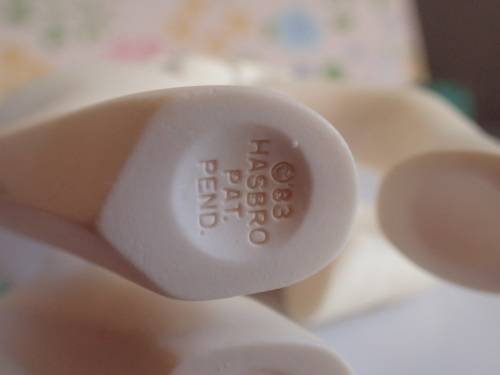 ©'83
HASBRO
PAT.
PEND.